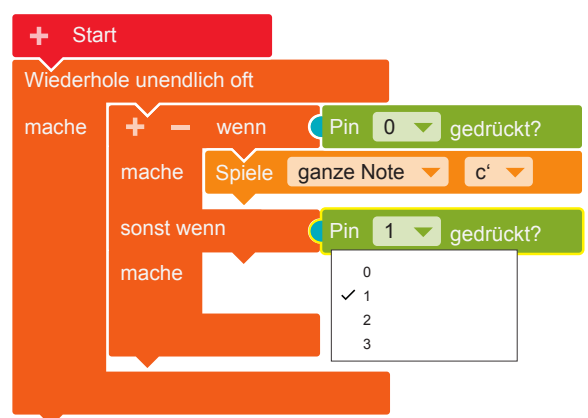 + Start
Wiederhole unendlich oft
mache + − wenn Pin 0 gedrückt?
mache Spiele ganze Note c‘
sonst wenn Pin 1 gedrückt?
mache
0
✓ 1
2
3